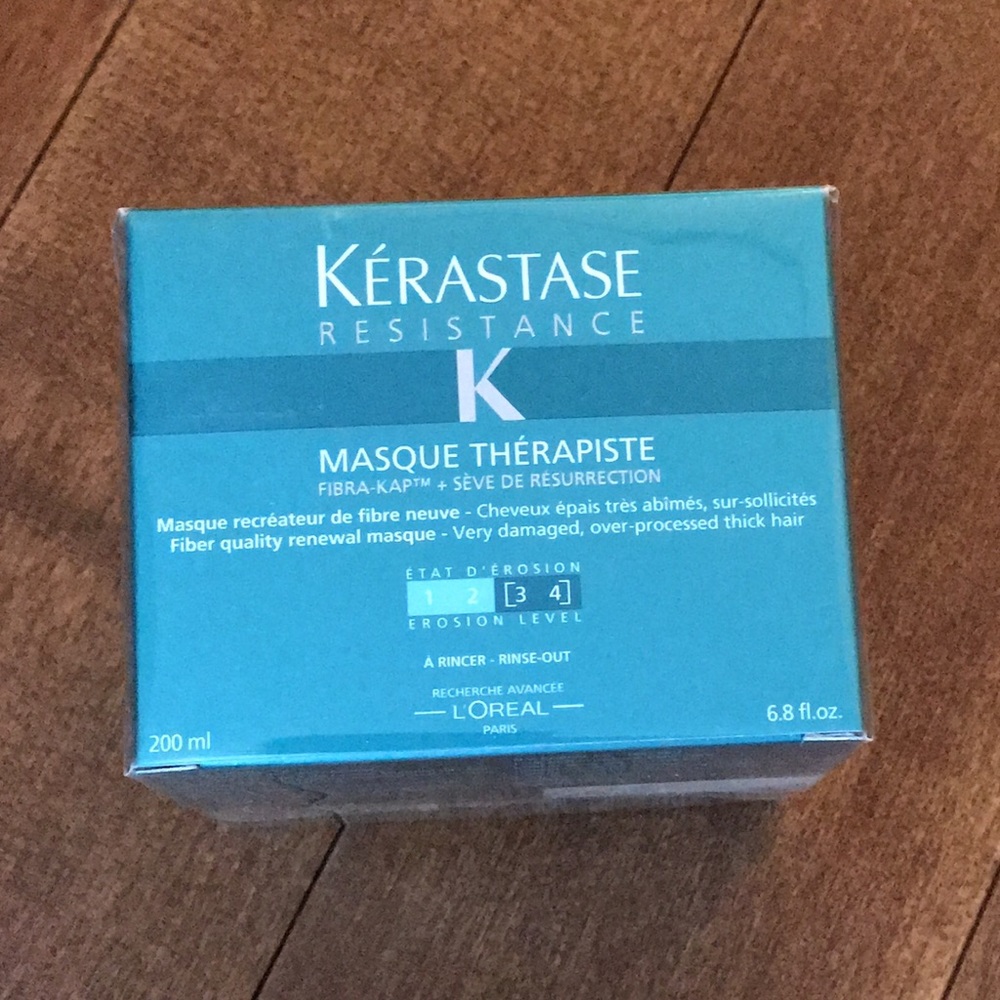 KÉRASTASE
RESISTANCE
K
MASQUE THÉRAPISTE
FIBRA-KAP™ + SÈVE DE RÉSURRECTION
Masque recréateur de fibre neuve - Cheveux épais très abîmés, sur-sollicités
Fiber quality renewal masque - Very damaged, over-processed thick hair
ÉTAT D'ÉROSION
1 2 [3 4]
EROSION LEVEL
À RINCER - RINSE-OUT
RECHERCHE AVANCÉE
L'ORÉAL
PARIS
200 ml
6.8 fl.oz.